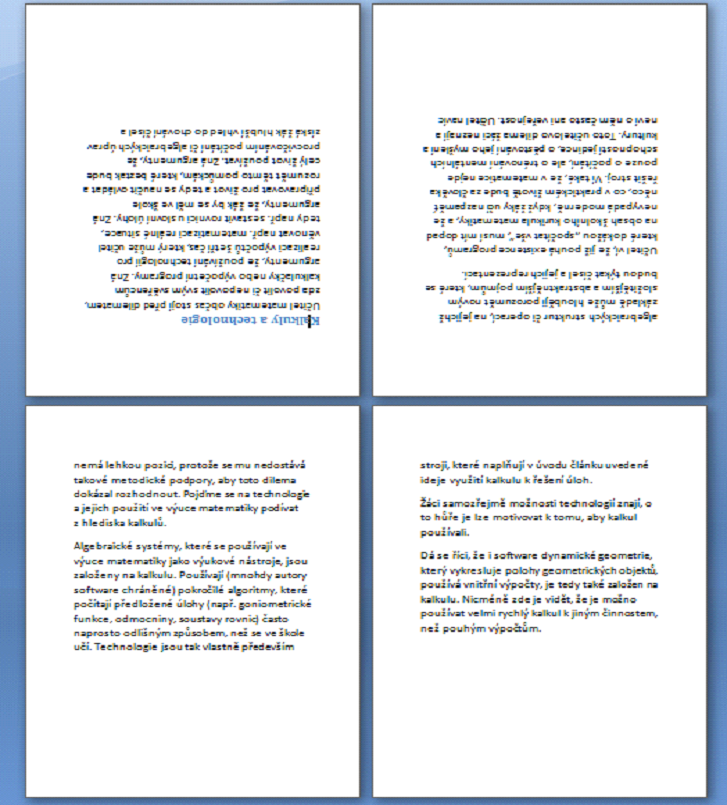 Kalkuly a technologie
Učitel matematiky občas stojí před dilematem,
zda povolit či nepovolit svým svěřencům
kalkulačky nebo výpočetní programy. Zná
argumenty, že používání technologií pro
realizaci výpočtů šetří čas, který může učitel
věnovat např. matematizaci reálné situace,
tedy např. sestavit rovnici u slovní úlohy. Zná
argumenty, že žák by se měl ve škole
připravovat pro život a tedy se naučit ovládat a
rozumět těmto pomůckám, které beztak bude
celý život používat. Zná argumenty, že
procvičováním počítání či algebraických úprav
získá žák hlubší vhled do chování čísel a
algebraických struktur či operací, na jejichž
základě může hlouběji porozumět novým
složitějším a abstraktnějším pojmům, které se
budou týkat čísel a jejich reprezentací.
Učitel ví, že již pouhá existence programů,
které dokážou „spočítat vše“, musí mít dopad
na obsah školního kurikula matematiky, a že
nevypadá moderně, když žáky učí nazpaměť
něco, co v praktickém životě bude za člověka
řešit stroj. Ví také, že v matematice nejde
pouze o počítání, ale o trénování mentálních
schopností jedince, o pěstování jeho myšlení a
kultury. Toto učitelovo dilema žáci neznají a
neví o něm často ani veřejnost. Učitel navíc
nemá lehkou pozici, protože se mu nedostává
takové metodické podpory, aby toto dilema
dokázal rozhodnout. Pojďme se na technologie
a jejich použití ve výuce matematiky podívat
z hlediska kalkulů.
Algebraické systémy, které se používají ve
výuce matematiky jako výukové nástroje, jsou
založeny na kalkulu. Používají (mnohdy autory
software chráněné) pokročilé algoritmy, které
počítají předložené úlohy (např. goniometrické
funkce, odmocniny, soustavy rovnic) často
naprosto odlišným způsobem, než se ve škole
učí. Technologie jsou tak vlastně především
stroji, které naplňují v úvodu článku uvedené
ideje využití kalkulu k řešení úloh.
Žáci samozřejmě možnosti technologií znají, o
to hůře je lze motivovat k tomu, aby kalkul
používali.
Dá se říci, že i software dynamické geometrie,
který vykresluje polohy geometrických objektů,
používá vnitřní výpočty, je tedy také založen na
kalkulu. Nicméně zde je vidět, že je možno
používat velmi rychlý kalkul k jiným činnostem,
než pouhým výpočtům.